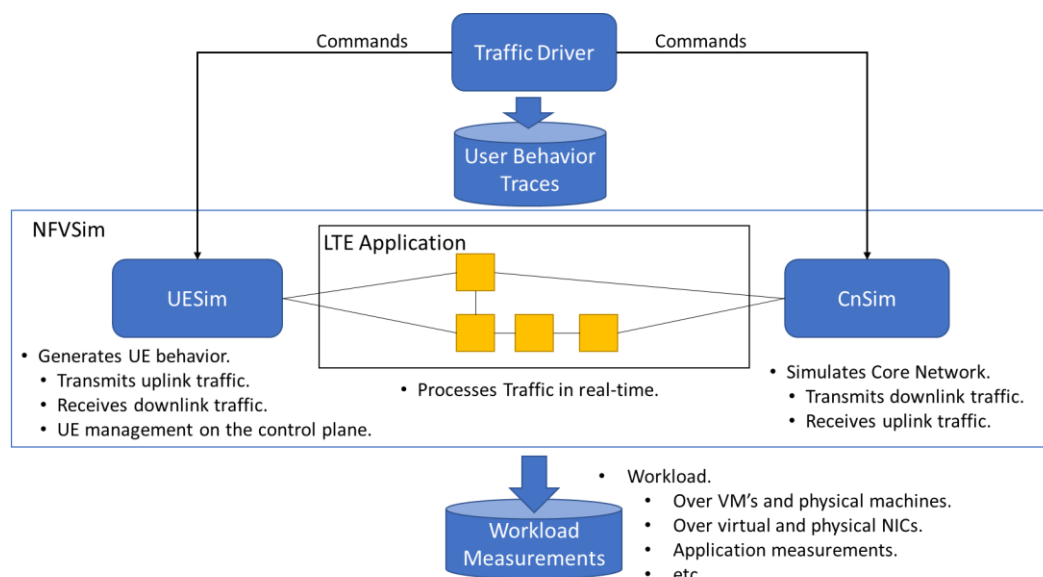 Commands
Traffic Driver
Commands
User Behavior
Traces
NFVSim
LTE Application
UESim
CnSim
• Generates UE behavior.
• Transmits uplink traffic.
• Receives downlink traffic.
• UE management on the control plane.
• Processes Traffic in real-time.
• Simulates Core Network.
• Transmits downlink traffic.
• Receives uplink traffic.
Workload
Measurements
• Workload.
• Over VM's and physical machines.
• Over virtual and physical NICs.
• Application measurements.
• etc